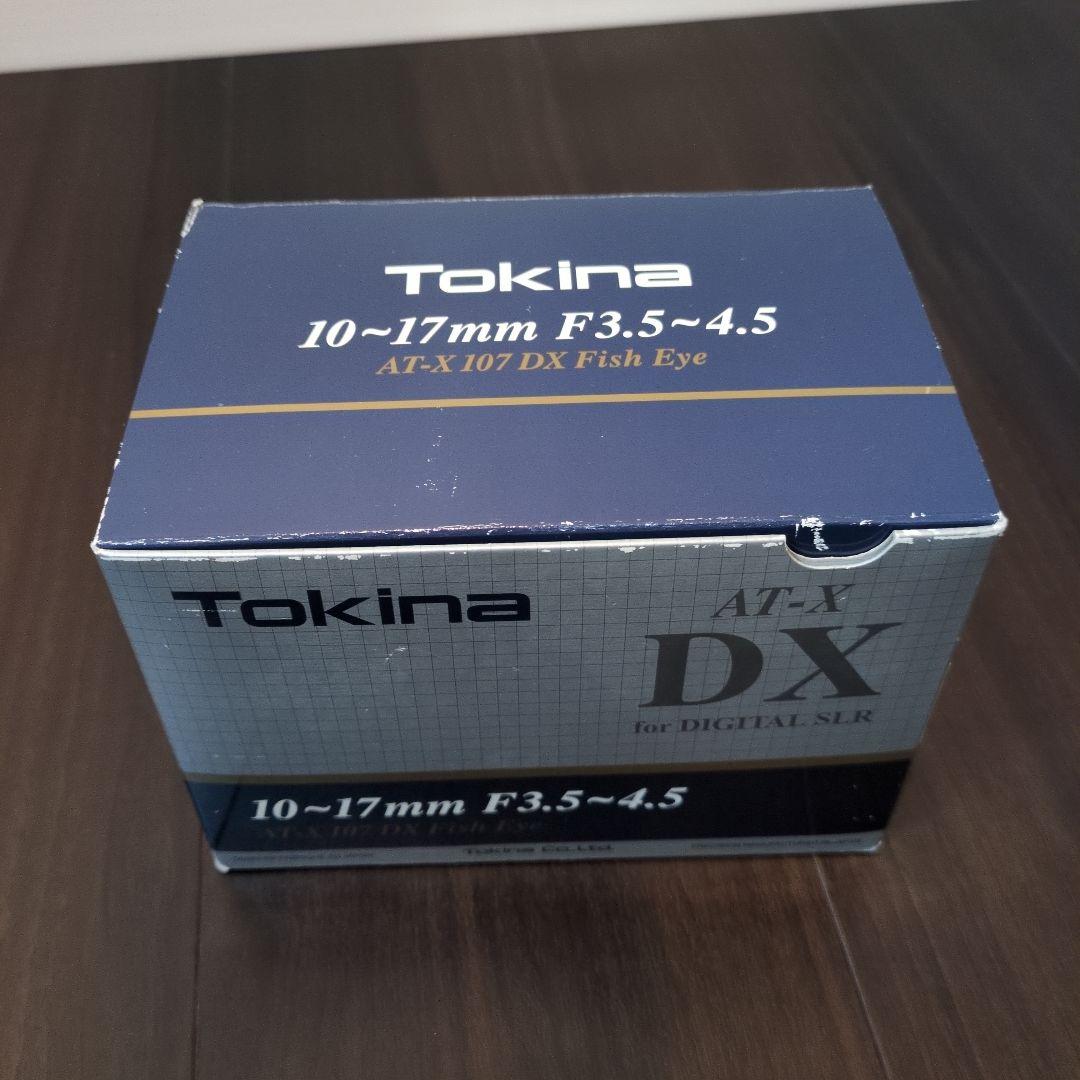 Tokina
10~17mm F3.5~4.5
AT-X 107 DX Fish Eye
Tokina
AT-X
DX
for DIGITAL SLR
10~17mm F3.5~4.5
AT-X 107 DX Fish Eye
Tokina Co., Ltd.